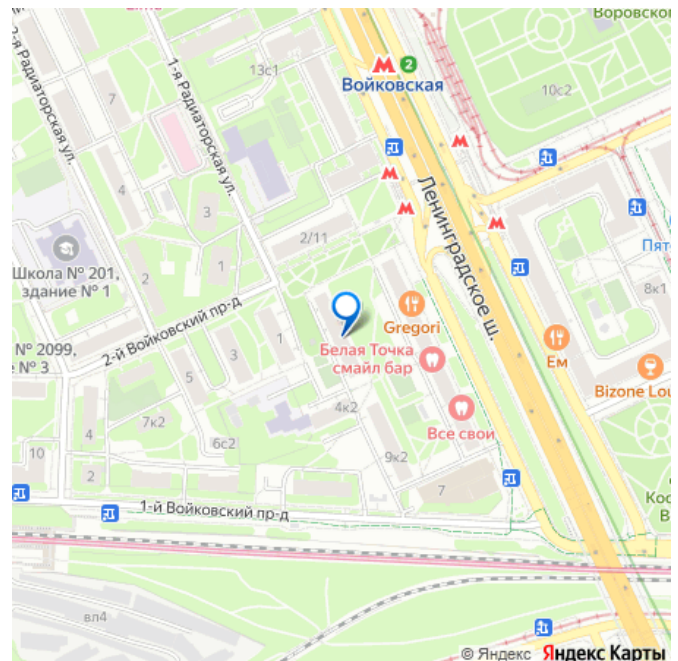 Воровског
2-я Радиаторская ул.
1-я Радиаторская ул.
13с1
2
Войковская
10с2
7
4
3
2/11
Ленинградское ш.
Школа № 201,
здание № 1
2
1
8к1
2-й Войковский пр-д
Gregori
№ 2099,
№ 3
5
3
1
Белая Точка
смайл бар
Ем
Bizone Lou
4к2
7к2
Все свои
4
6с2
10
9к2
2
7
1-й Войковский пр-д
Кос
В
вл4
© Яндекс Яндекс Карты